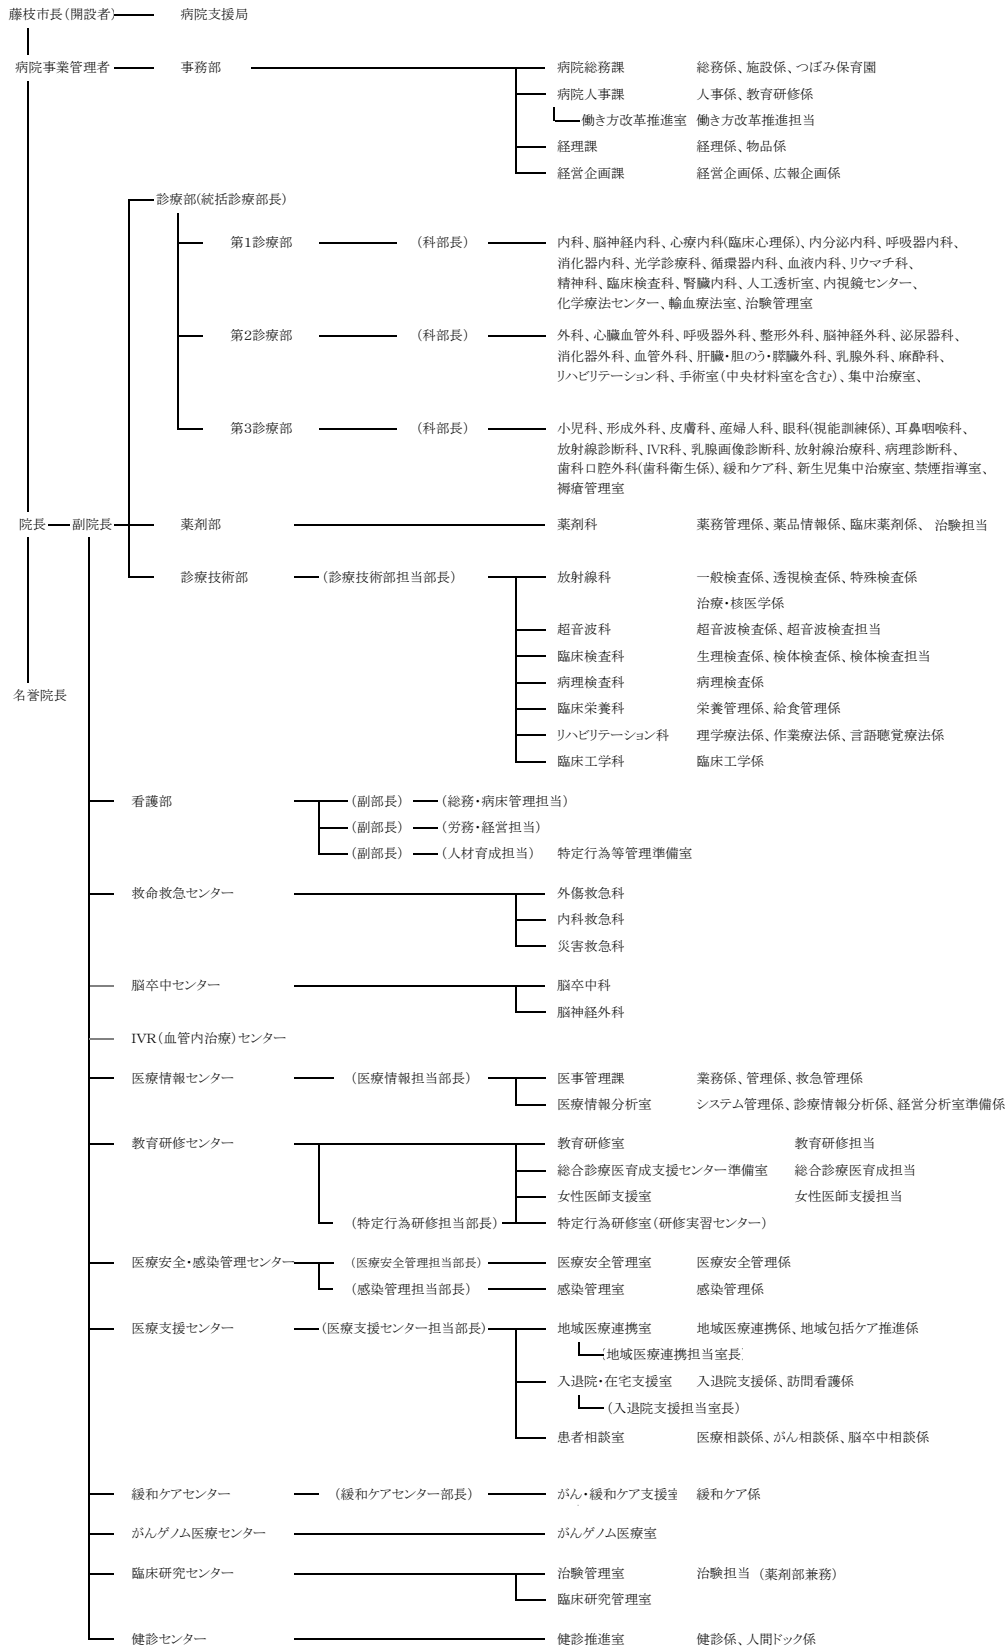 藤枝市長(開設者) 病院支援局
病院事業管理者 事務部 病院総務課 総務係、施設係、つぼみ保育園
病院人事課 人事係、教育研修係
働き方改革推進室 働き方改革推進担当
経理課 経理係、物品係
経営企画課 経営企画係、広報企画係
診療部(統括診療部長)
第1診療部 (科部長) 内科、脳神経内科、心療内科(臨床心理係)、内分泌内科、呼吸器内科、
消化器内科、光学診療科、循環器内科、血液内科、リウマチ科、
精神科、臨床検査科、腎臓内科、人工透析室、内視鏡センター、
化学療法センター、輸血療法室、治験管理室
第2診療部 (科部長) 外科、心臓血管外科、呼吸器外科、整形外科、脳神経外科、泌尿器科、
消化器外科、血管外科、肝臓・胆のう・膵臓外科、乳腺外科、麻酔科、
リハビリテーション科、手術室(中央材料室を含む)、集中治療室、
第3診療部 (科部長) 小児科、形成外科、皮膚科、産婦人科、眼科(視能訓練係)、耳鼻咽喉科、
放射線診断科、IVR科、乳腺画像診断科、放射線治療科、病理診断科、
歯科口腔外科(歯科衛生係)、緩和ケア科、新生児集中治療室、禁煙指導室、
褥瘡管理室
院長 副院長 薬剤部 薬剤科 薬務管理係、薬品情報係、臨床薬剤係、 治験担当
診療技術部 (診療技術部担当部長) 放射線科 一般検査係、透視検査係、特殊検査係
治療・核医学係
超音波科 超音波検査係、超音波検査担当
臨床検査科 生理検査係、検体検査係、検体検査担当
病理検査科 病理検査係
名誉院長
臨床栄養科 栄養管理係、給食管理係
リハビリテーション科 理学療法係、作業療法係、言語聴覚療法係
臨床工学科 臨床工学係
看護部 (副部長) (総務・病床管理担当)
(副部長) (労務・経営担当)
(副部長) (人材育成担当) 特定行為等管理準備室
救命救急センター 外傷救急科
内科救急科
災害救急科
脳卒中センター 脳卒中科
脳神経外科
IVR(血管内治療)センター
医療情報センター (医療情報担当部長) 医事管理課 業務係、管理係、救急管理係
医療情報分析室 システム管理係、診療情報分析係、経営分析室準備係
教育研修センター 教育研修室 教育研修担当
総合診療医育成支援センター準備室 総合診療医育成担当
女性医師支援室 女性医師支援担当
(特定行為研修担当部長) 特定行為研修室(研修実習センター)
医療安全・感染管理センター (医療安全管理担当部長) 医療安全管理室 医療安全管理係
(感染管理担当部長) 感染管理室 感染管理係
医療支援センター (医療支援センター担当部長) 地域医療連携室 地域医療連携係、地域包括ケア推進係
(地域医療連携担当室長)
入退院・在宅支援室 入退院支援係、訪問看護係
(入退院支援担当室長)
患者相談室 医療相談係、がん相談係、脳卒中相談係
緩和ケアセンター (緩和ケアセンター部長) がん・緩和ケア支援室 緩和ケア係
がんゲノム医療センター がんゲノム医療室
臨床研究センター 治験管理室 治験担当 (薬剤部兼務)
臨床研究管理室
健診センター 健診推進室 健診係、人間ドック係